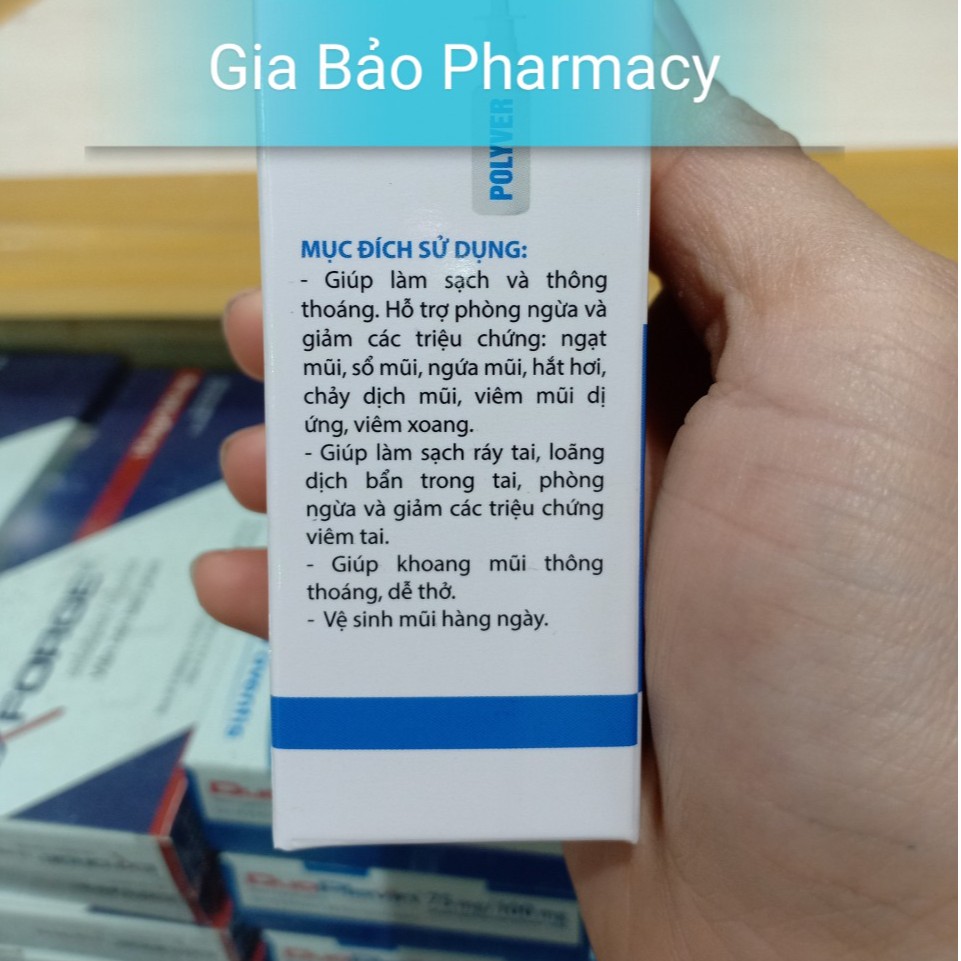 Gia Bảo Pharmacy
POLYVER
MỤC ĐÍCH SỬ DỤNG:
- Giúp làm sạch và thông
thoáng. Hỗ trợ phòng ngừa và
giảm các triệu chứng: ngạt
mũi, sổ mũi, ngứa mũi, hắt hơi,
chảy dịch mũi, viêm mũi dị
ứng, viêm xoang.
- Giúp làm sạch ráy tai, loãng
dịch bẩn trong tai, phòng
ngừa và giảm các triệu chứng
viêm tai.
- Giúp khoang mũi thông
thoáng, dễ thở.
- Vệ sinh mũi hàng ngày.
FORGE